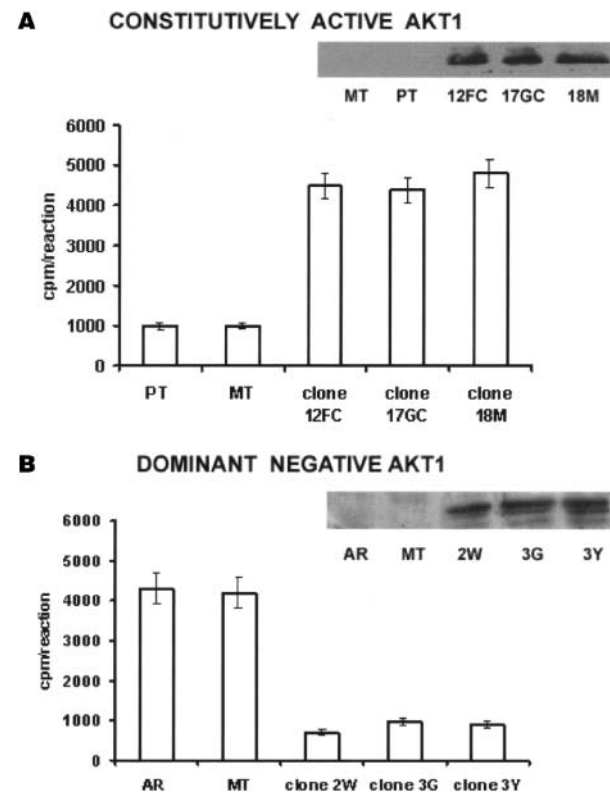 A CONSTITUTIVELY ACTIVE AKT1
MT PT 12FC 17GC 18M
6000
5000
4000
3000
2000
1000
0
cpm/reaction
PT MT clone 12FC clone 17GC clone 18M
B DOMINANT NEGATIVE AKT1
AR MT 2W 3G 3Y
6000
5000
4000
3000
2000
1000
0
cpm/reaction
AR MT clone 2W clone 3G clone 3Y